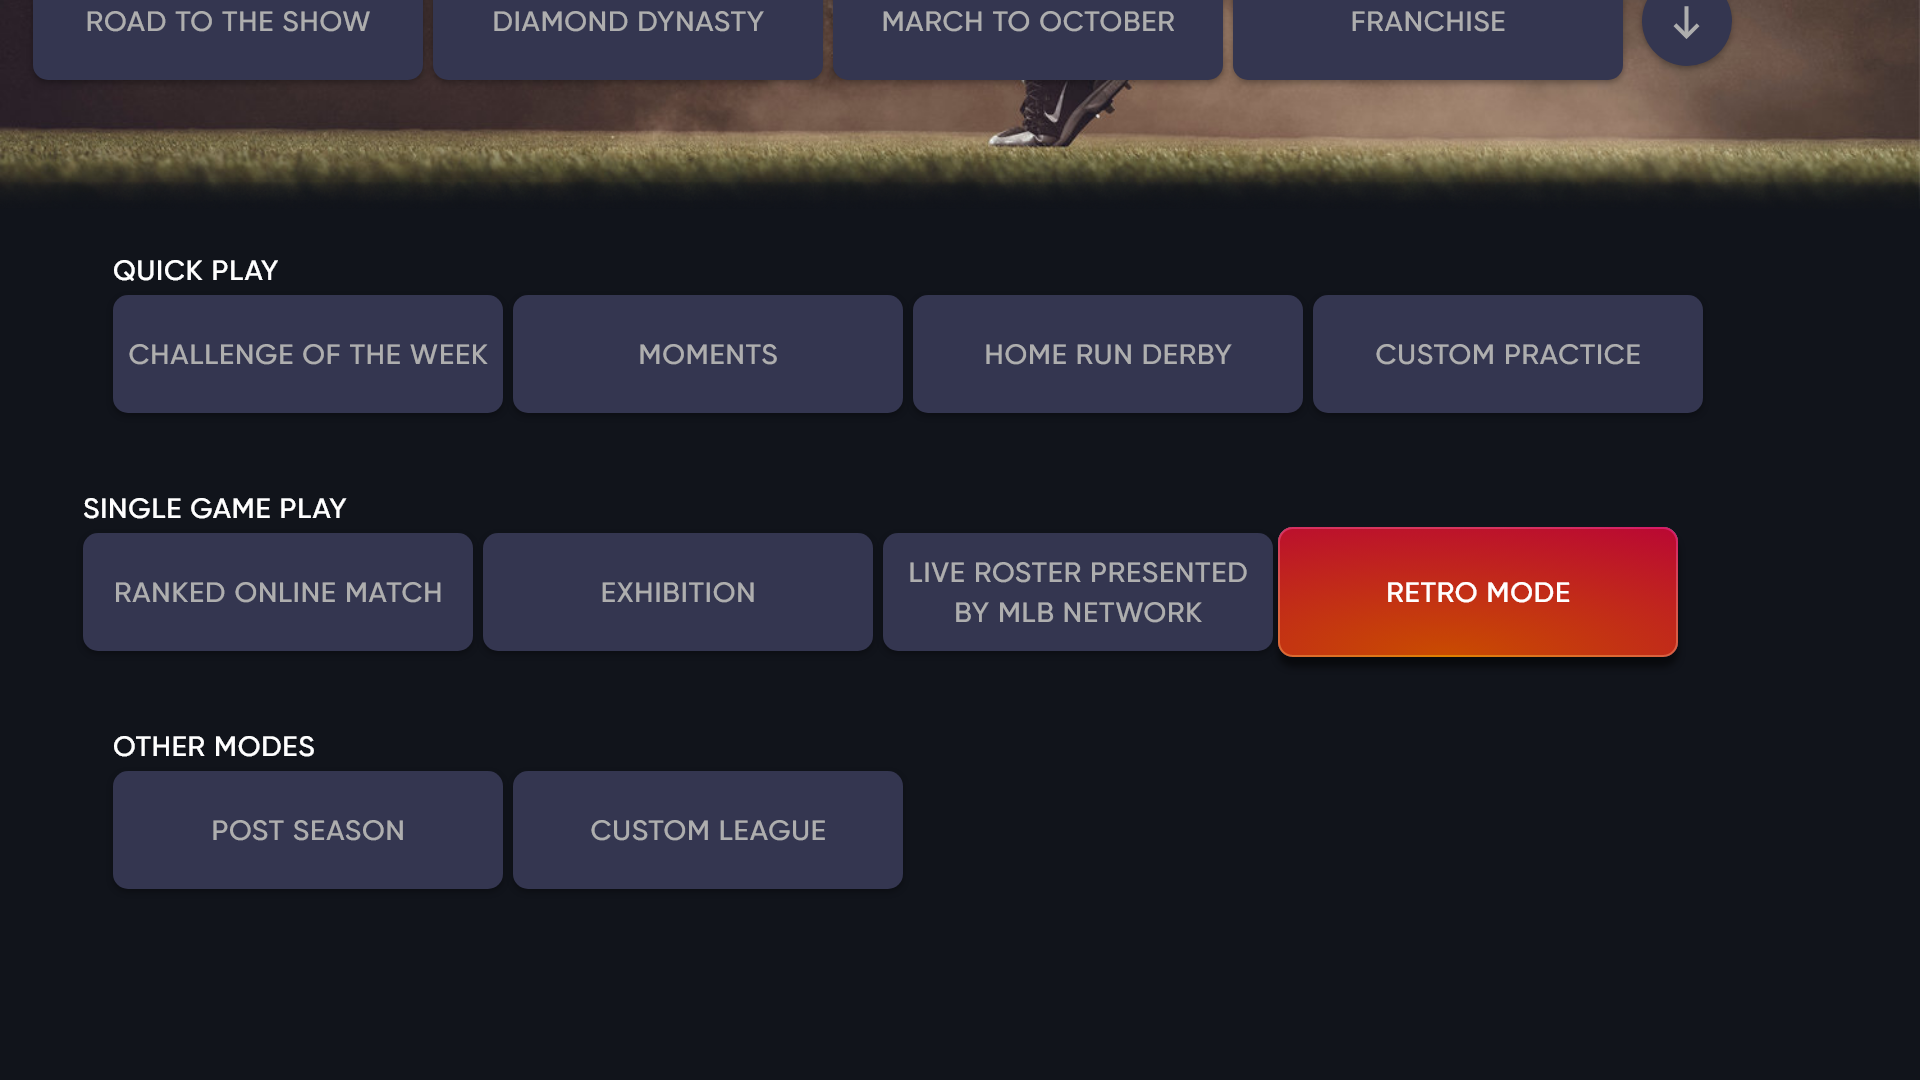 ROAD TO THE SHOW
DIAMOND DYNASTY
MARCH TO OCTOBER
FRANCHISE
QUICK PLAY
CHALLENGE OF THE WEEK
MOMENTS
HOME RUN DERBY
CUSTOM PRACTICE
SINGLE GAME PLAY
RANKED ONLINE MATCH
EXHIBITION
LIVE ROSTER PRESENTED
BY MLB NETWORK
RETRO MODE
OTHER MODES
POST SEASON
CUSTOM LEAGUE